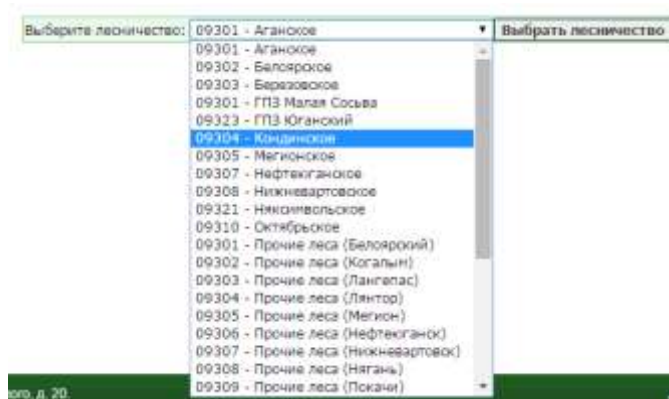 Выберите лесничество: 09301 - Аганское Выбрать лесничество
09301 - Аганское
09302 - Белоярское
09303 - Березовское
09301 - ГПЗ Малая Сосьва
09323 - ГПЗ Юганский
09304 - Кондинское
09305 - Мегионское
09307 - Нефтеюганское
09308 - Нижневартовское
09321 - Няксимвольское
09310 - Октябрьское
09301 - Прочие леса (Белоярский)
09302 - Прочие леса (Когалым)
09303 - Прочие леса (Лангепас)
09304 - Прочие леса (Лянтор)
09305 - Прочие леса (Мегион)
09306 - Прочие леса (Нефтеюганск)
09307 - Прочие леса (Нижневартовск)
09308 - Прочие леса (Нягань)
09309 - Прочие леса (Покачи)
ого, д. 20.